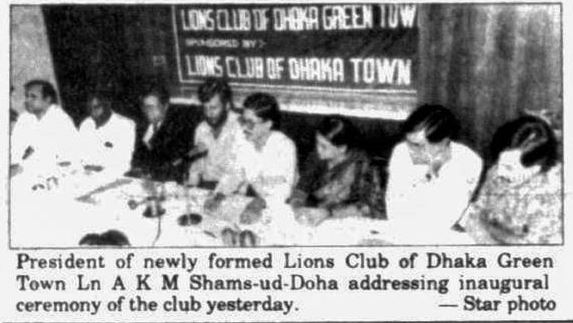 LIONS CLUB OF DHAKA GREEN TOW
SPONSORED BY :-
LIONS CLUB OF DHAKA TOWN
President of newly formed Lions Club of Dhaka Green
Town Ln A K M Shams-ud-Doha addressing inaugural
ceremony of the club yesterday. — Star photo